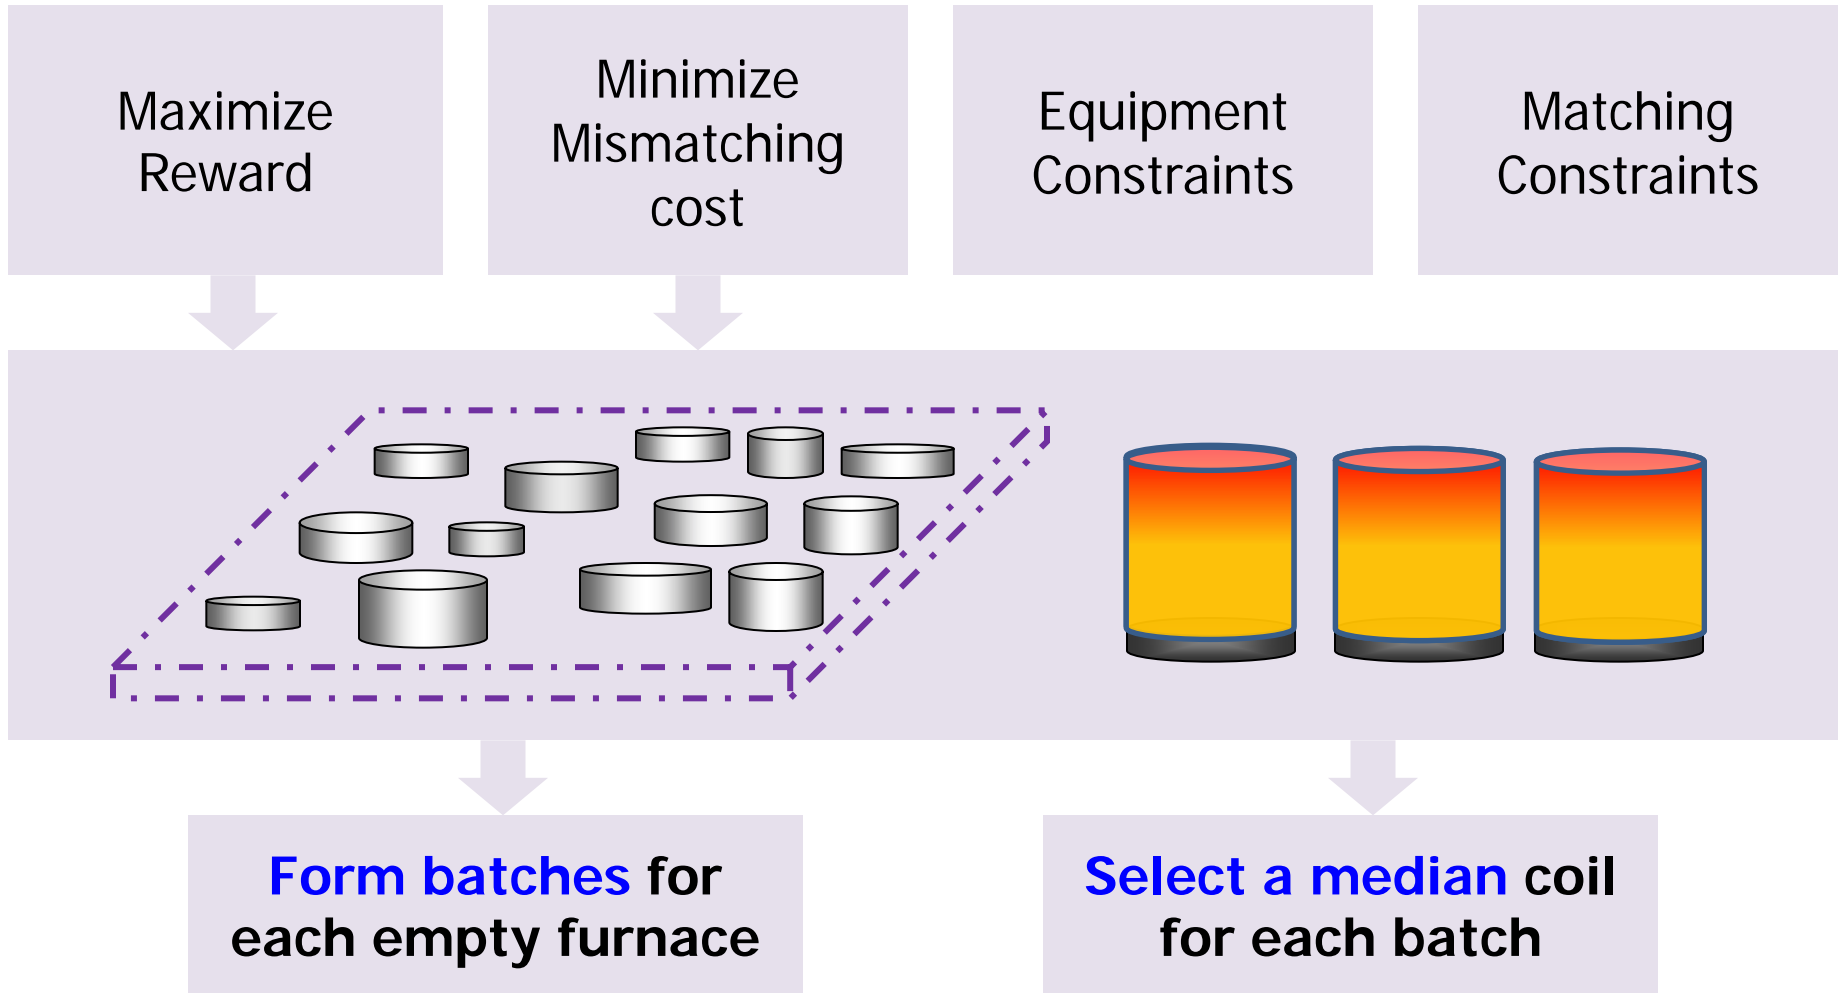 Maximize
Reward
Minimize
Mismatching
cost
Equipment
Constraints
Matching
Constraints
Form batches for
each empty furnace
Select a median coil
for each batch